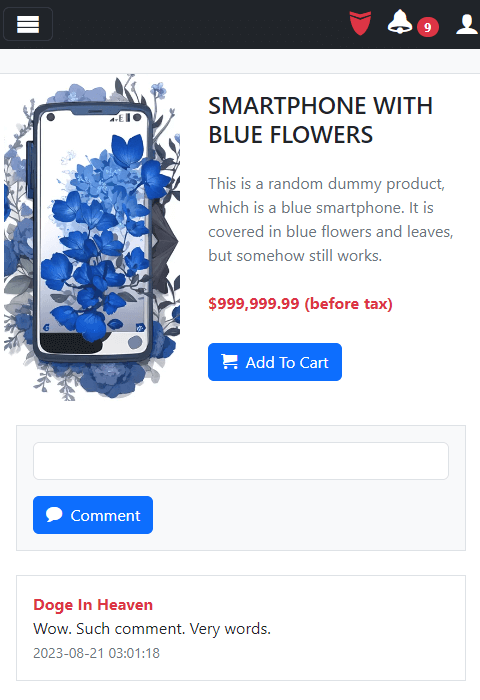 9
SMARTPHONE WITH
BLUE FLOWERS
This is a random dummy product,
which is a blue smartphone. It is
covered in blue flowers and leaves,
but somehow still works.
$999,999.99 (before tax)
Add To Cart
Comment
Doge In Heaven
Wow. Such comment. Very words.
2023-08-21 03:01:18